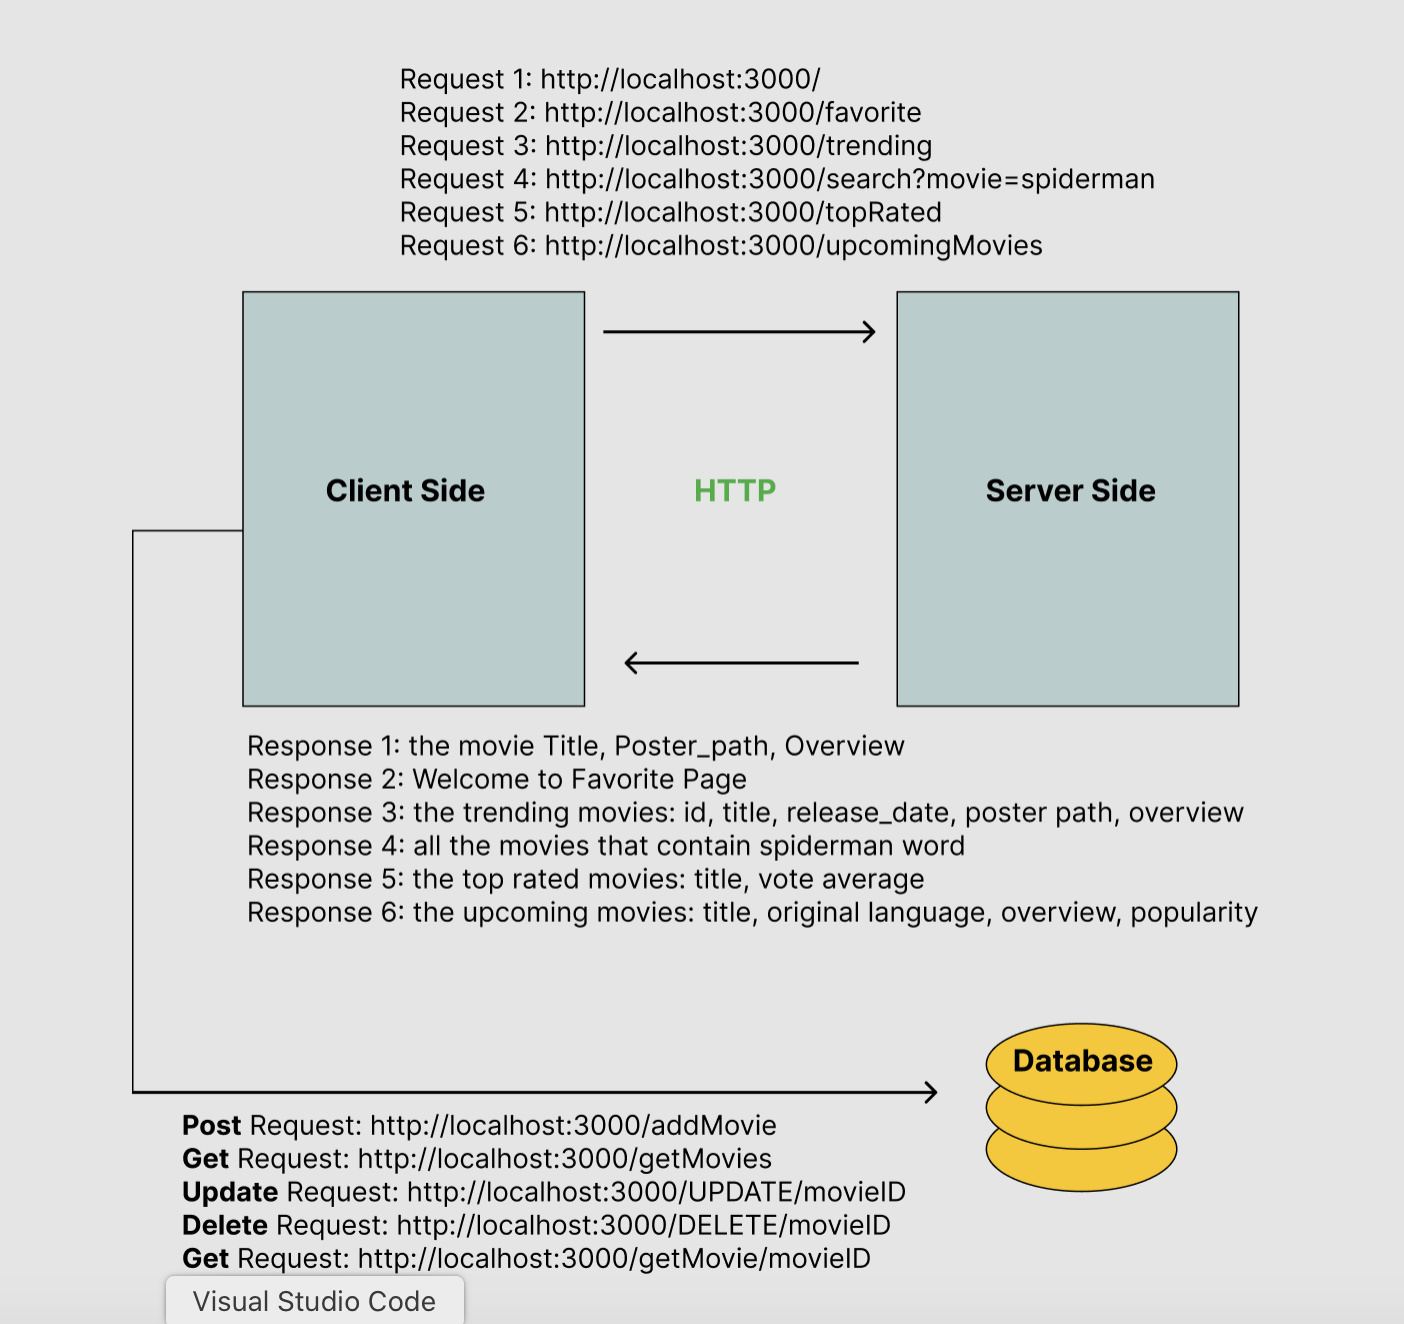 Request 1: http://localhost:3000/
Request 2: http://localhost:3000/favorite
Request 3: http://localhost:3000/trending
Request 4: http://localhost:3000/search?movie=spiderman
Request 5: http://localhost:3000/topRated
Request 6: http://localhost:3000/upcomingMovies
Client Side
HTTP
Server Side
Response 1: the movie Title, Poster_path, Overview
Response 2: Welcome to Favorite Page
Response 3: the trending movies: id, title, release_date, poster path, overview
Response 4: all the movies that contain spiderman word
Response 5: the top rated movies: title, vote average
Response 6: the upcoming movies: title, original language, overview, popularity
Database
Post Request: http://localhost:3000/addMovie
Get Request: http://localhost:3000/getMovies
Update Request: http://localhost:3000/UPDATE/movieID
Delete Request: http://localhost:3000/DELETE/movieID
Get Request: http://localhost:3000/getMovie/movieID
Visual Studio Code